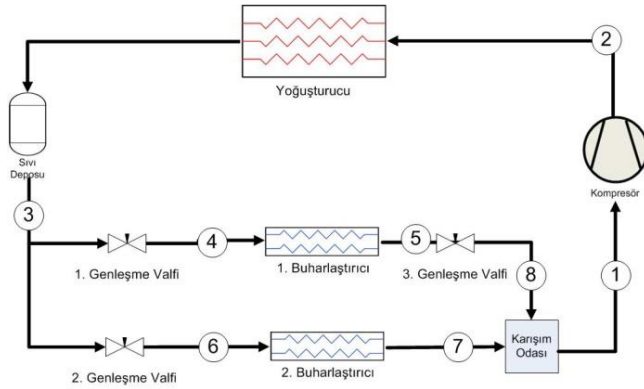 2
Yoğuşturucu
Sıvı
Deposu
Kompresör
3
4
5
1. Genleşme Valfi
1. Buharlaştırıcı
3. Genleşme Valfi
8
1
6
7
Karışım
Odası
2. Genleşme Valfi
2. Buharlaştırıcı